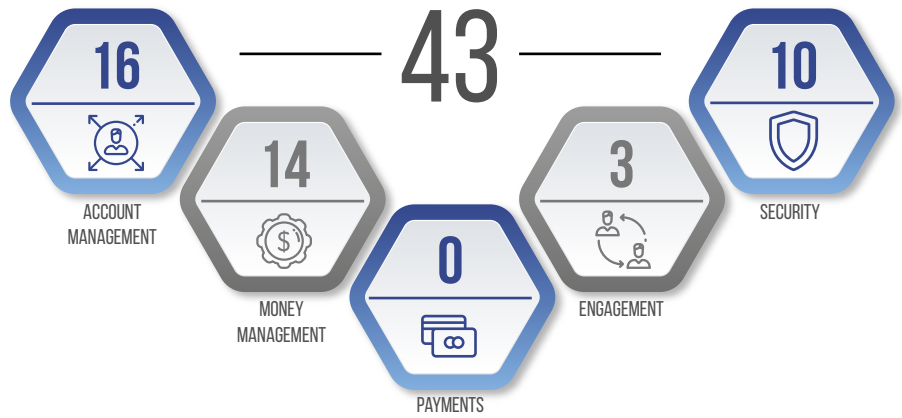 43
16
ACCOUNT
MANAGEMENT
14
$
MONEY
MANAGEMENT
0
PAYMENTS
3
ENGAGEMENT
10
SECURITY